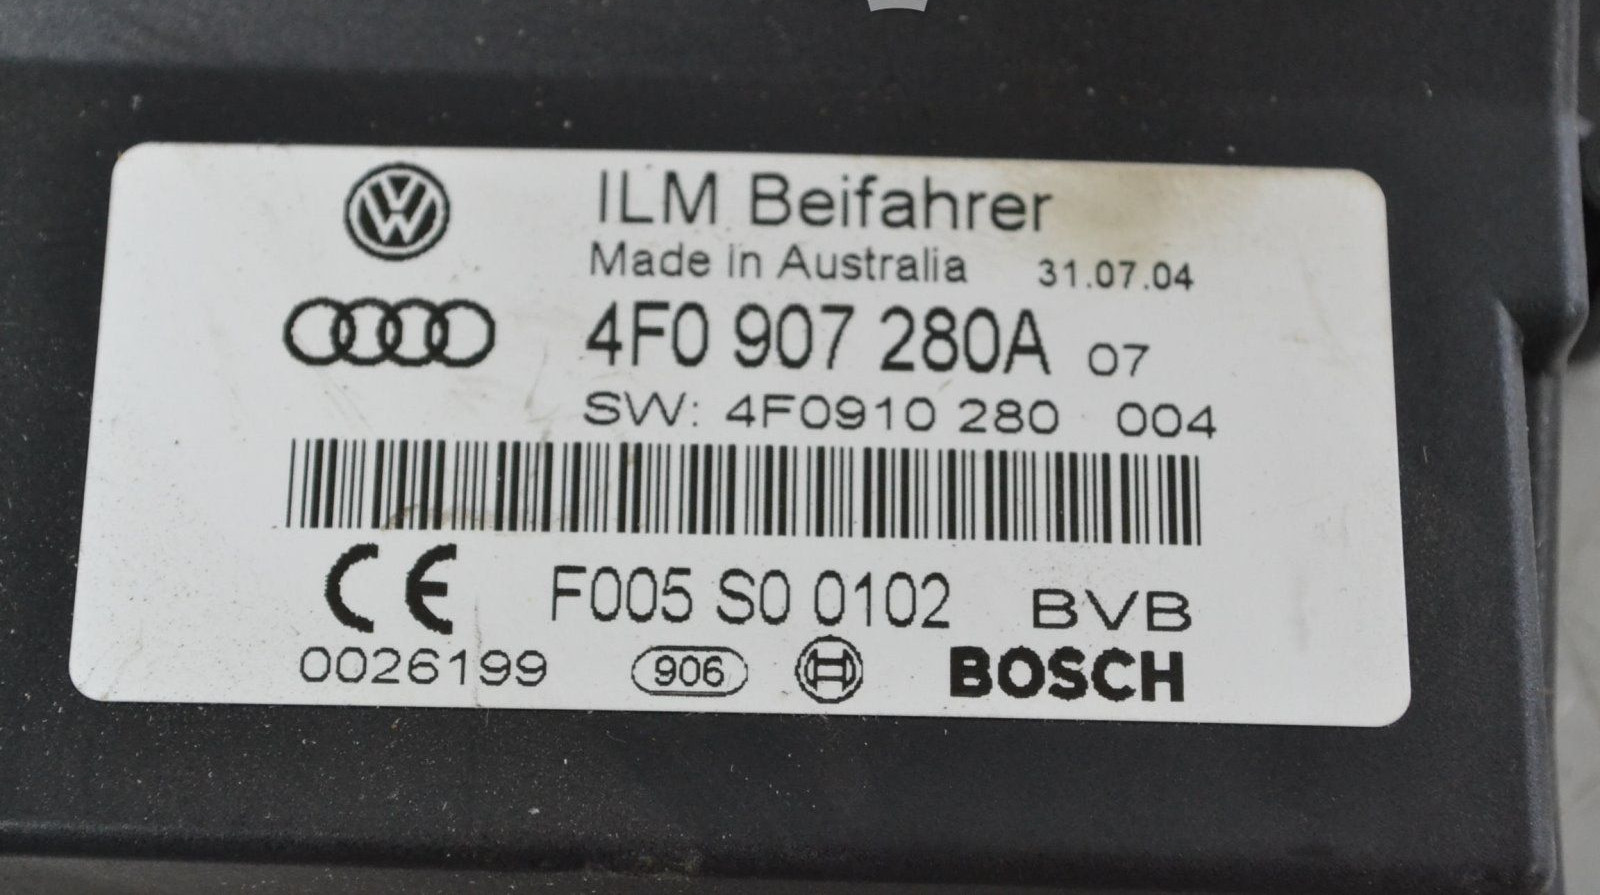 ILM Beifahrer
Made in Australia 31.07.04
4F0 907 280A 07
SW: 4F0910 280 004
CE F005 S0 0102 BVB
0026199 906 BOSCH